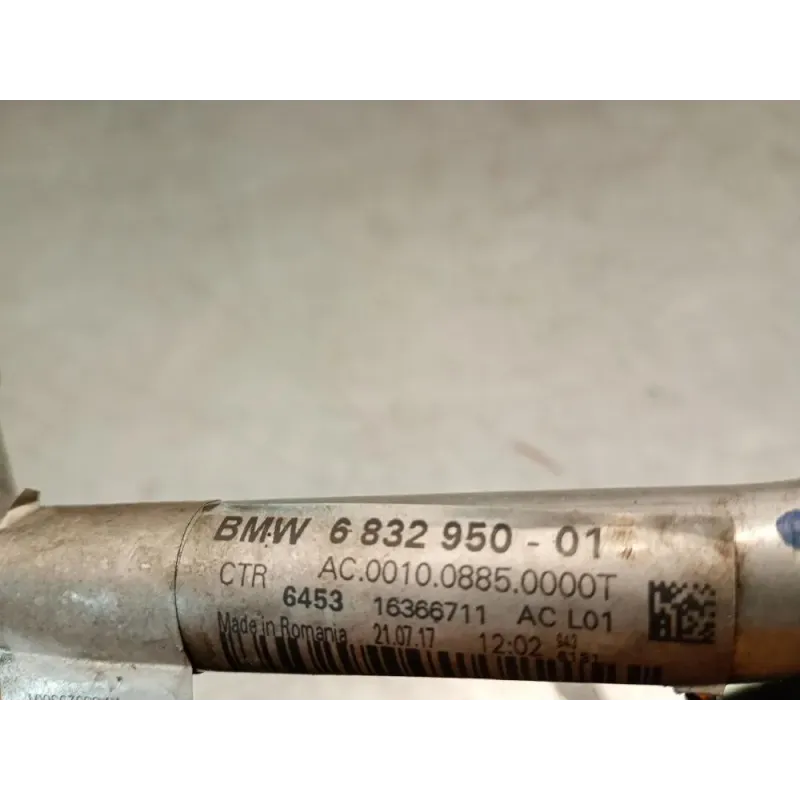 BMW 6 832 950 - 01
CTR AC.0010.0885.0000T
6453 16366711 AC L01
Made in Romania 21.07.17 12:02